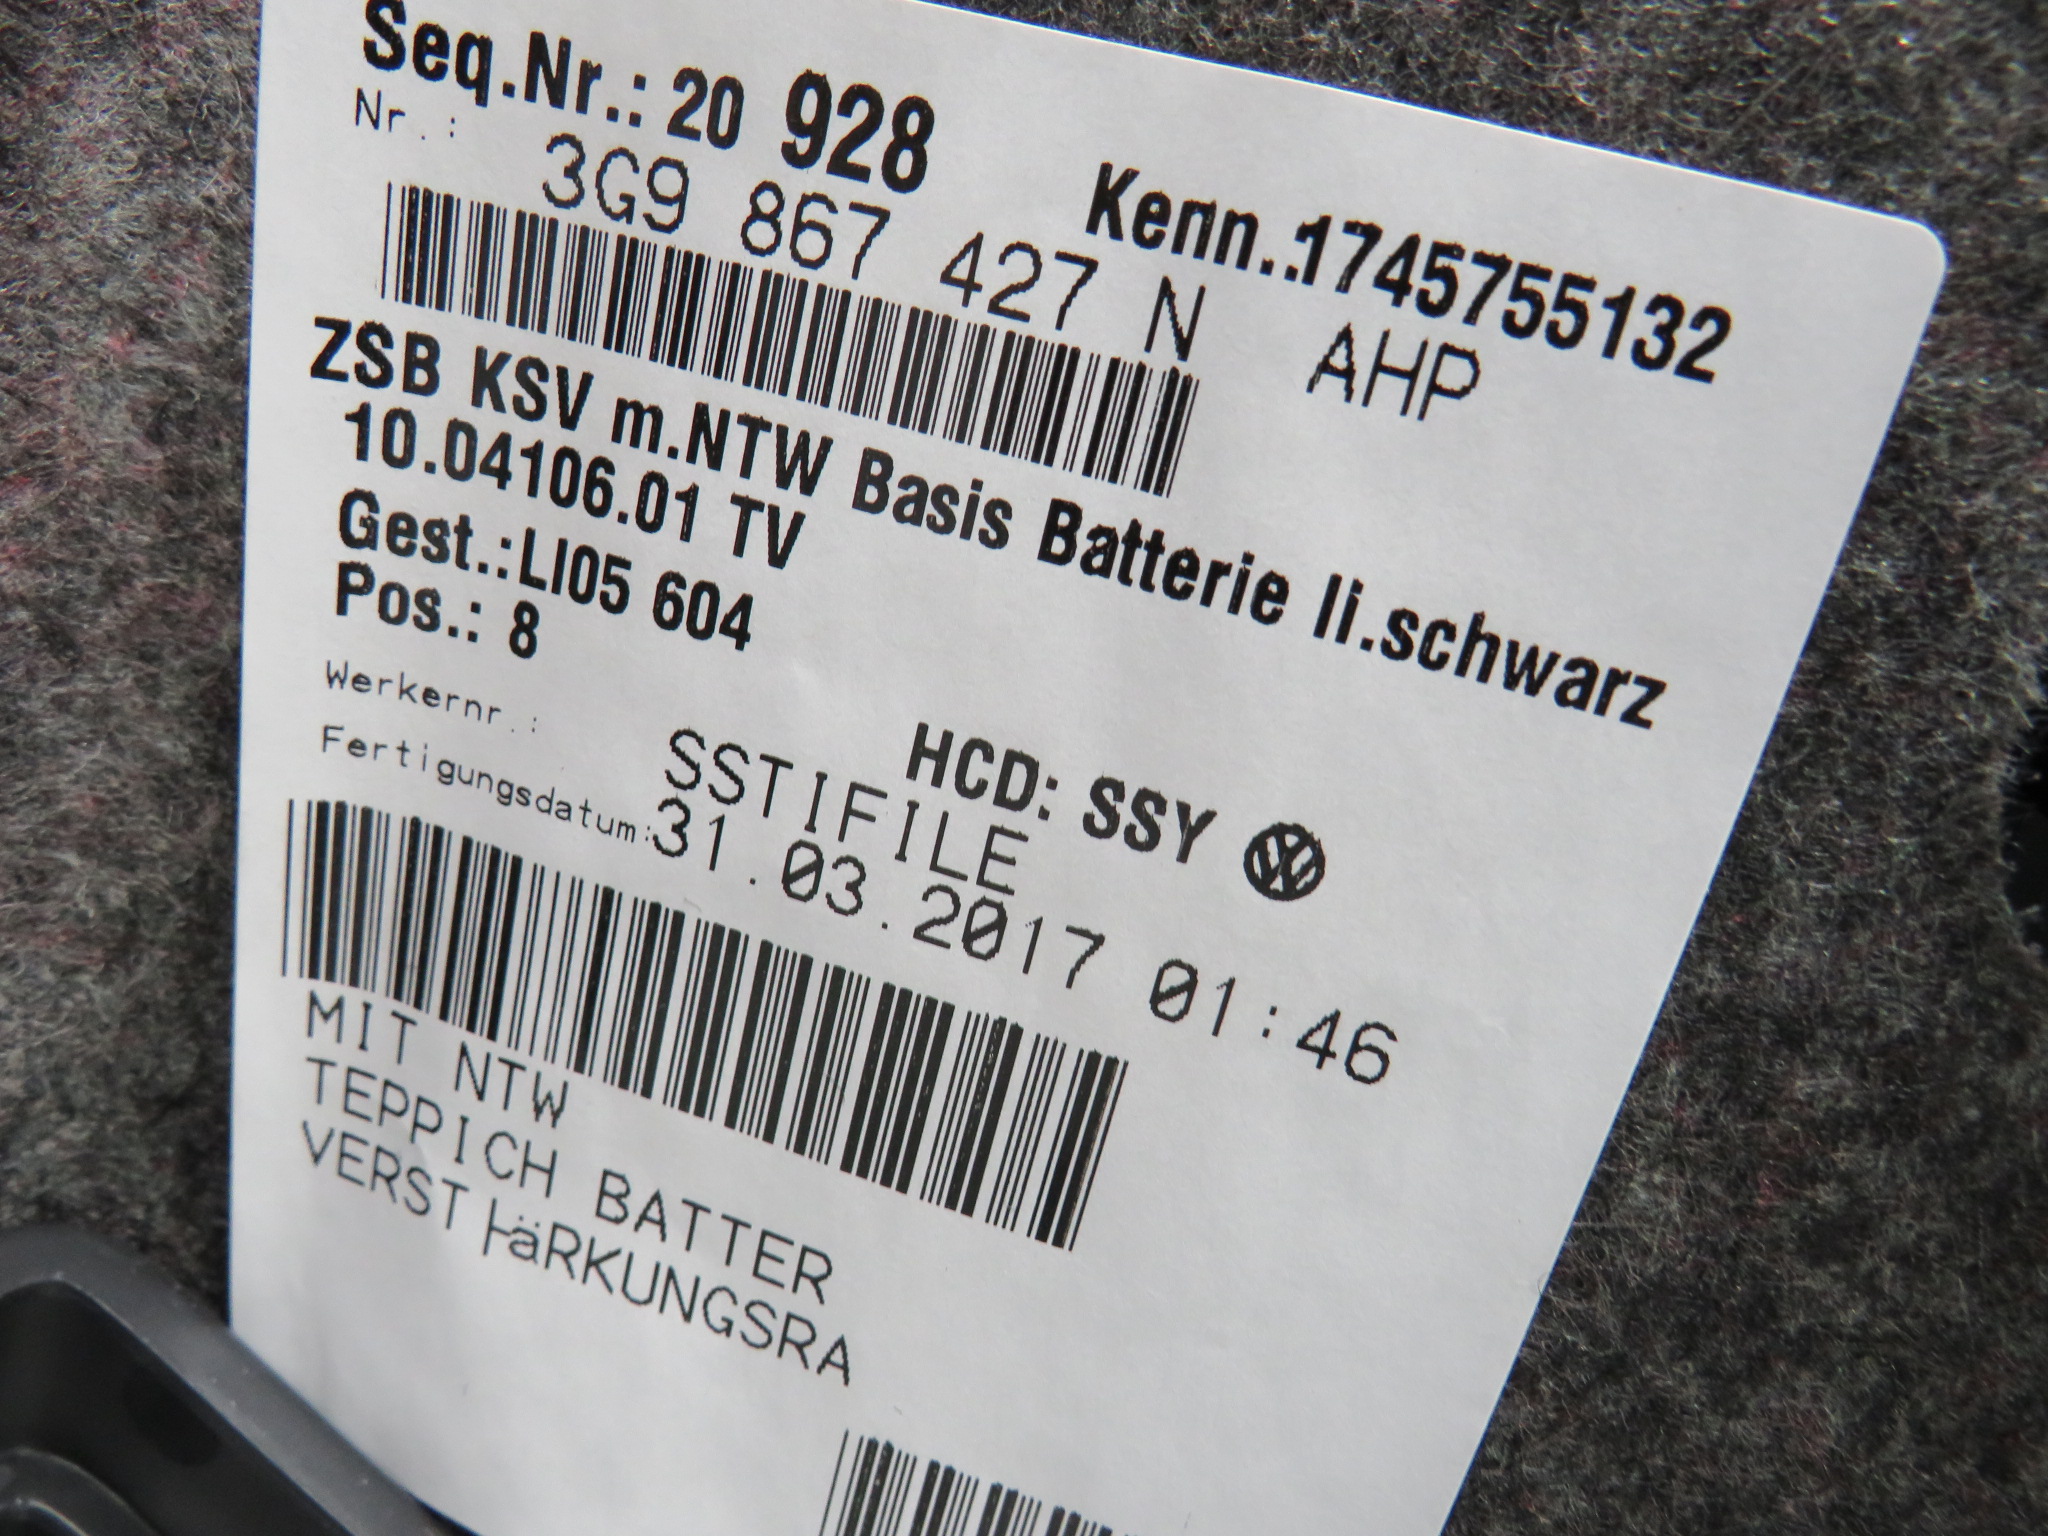 Seq.Nr.: 20 928
Kenn.:1745755132
Nr.: 3G9 867 427 N AHP
ZSB KSV m.NTW Basis Batterie li.schwarz
10.04106.01 TV
Gest.:LI05 604
Pos.: 8
HCD: SSY
Werkernr.: SSTIFILE
Fertigungsdatum:31.03.2017 01:46
MIT NTW
TEPPICH BATTER
VERST├äRKUNGSRA